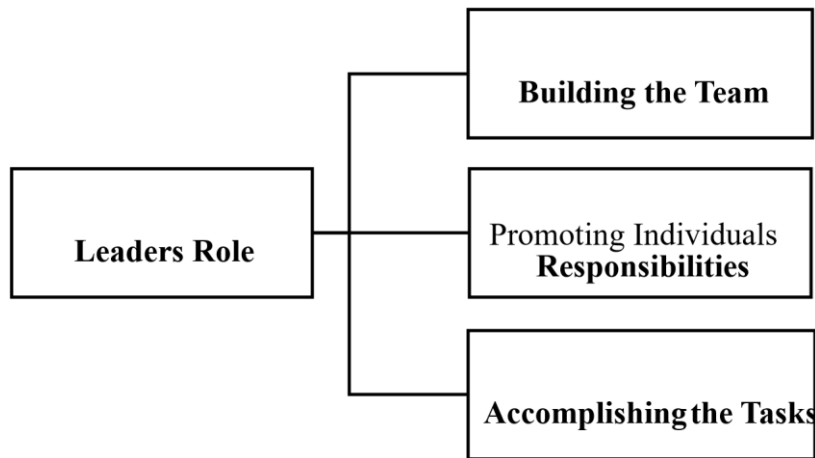 Building the Team
Leaders Role
Promoting Individuals
Responsibilities
Accomplishing the Tasks